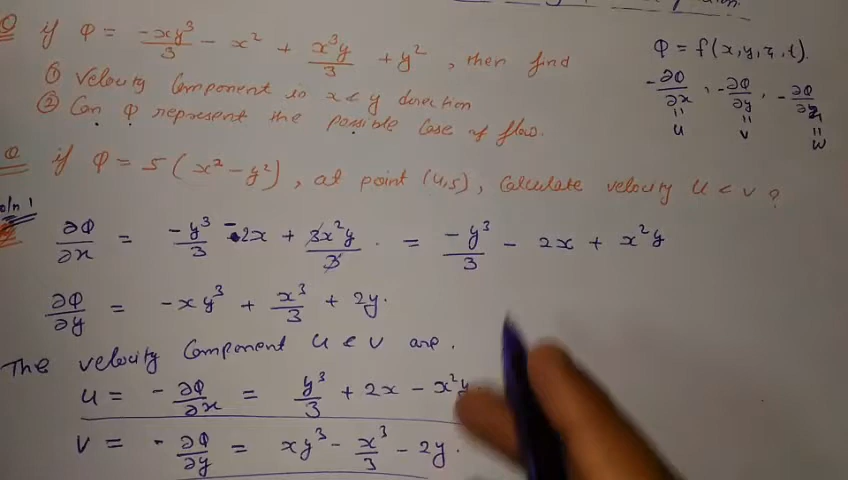 Q if Φ = -xy³/3 - x² + x³y/3 + y², then find
① Velocity Component in x & y direction
② Can Φ represent the possible Case of flow.
Φ = f(x,y,z,t).
-∂Φ/∂x, -∂Φ/∂y, -∂Φ/∂z
= = =
u v w
Q. if Φ = 5(x² - y²), at point (4,5), Calculate velocity u & v ?
∂Φ/∂x = -y³/3 - 2x + 3x²y/3 . = -y³/3 - 2x + x²y
∂Φ/∂y = -xy³ + x³/3 + 2y.
The velocity Component u & v are.
u = -∂Φ/∂x = y³/3 + 2x - x²y.
v = -∂Φ/∂y = xy³ - x³/3 - 2y.